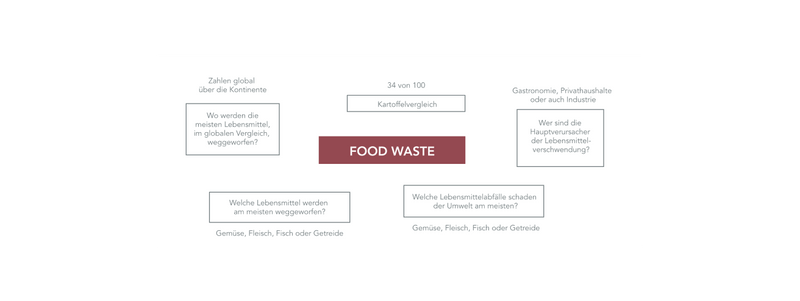 Zahlen global
über die Kontinente
Wo werden die
meisten Lebensmittel,
im globalen Vergleich,
weggeworfen?
34 von 100
Kartoffelvergleich
FOOD WASTE
Gastronomie, Privathaushalte
oder auch Industrie
Wer sind die
Hauptverursacher
der Lebensmittel-
verschwendung?
Welche Lebensmittel werden
am meisten weggeworfen?
Gemüse, Fleisch, Fisch oder Getreide
Welche Lebensmittelabfälle schaden
der Umwelt am meisten?
Gemüse, Fleisch, Fisch oder Getreide